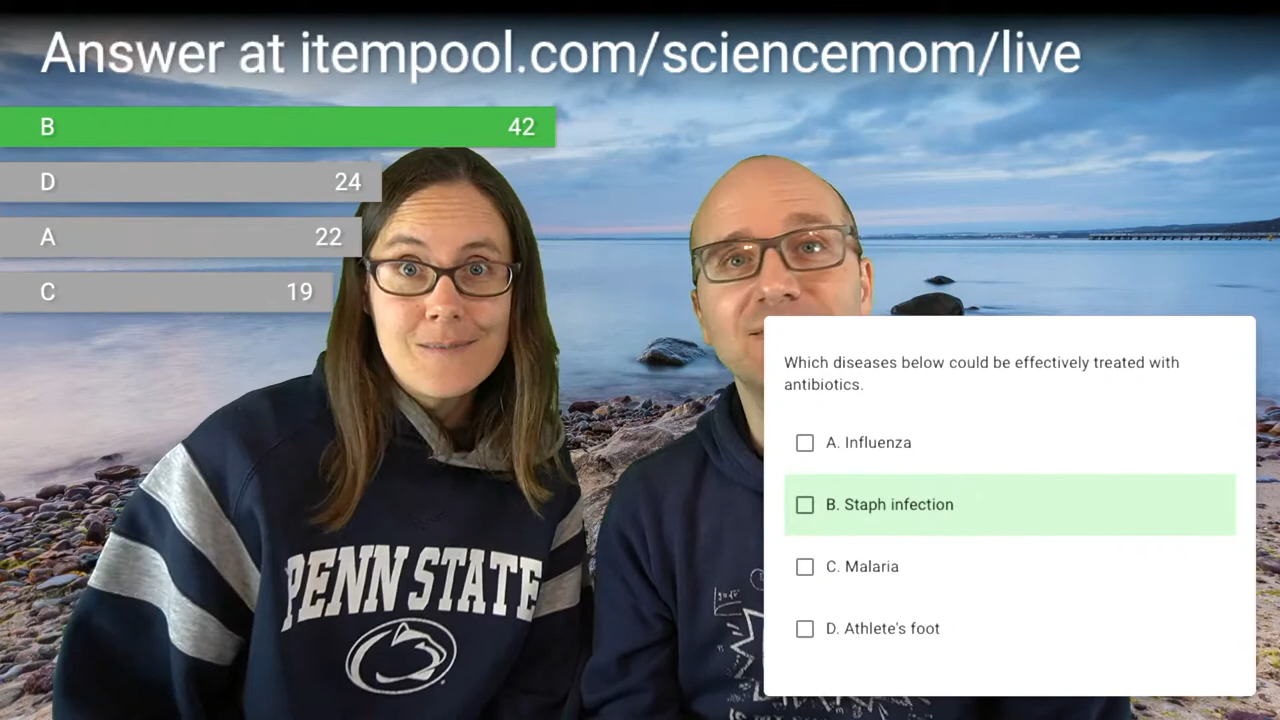 Answer at itempool.com/sciencemom/live
B 42
D 24
A 22
C 19
Which diseases below could be effectively treated with
antibiotics.
A. Influenza
B. Staph infection
C. Malaria
D. Athlete's foot
PENN STATE